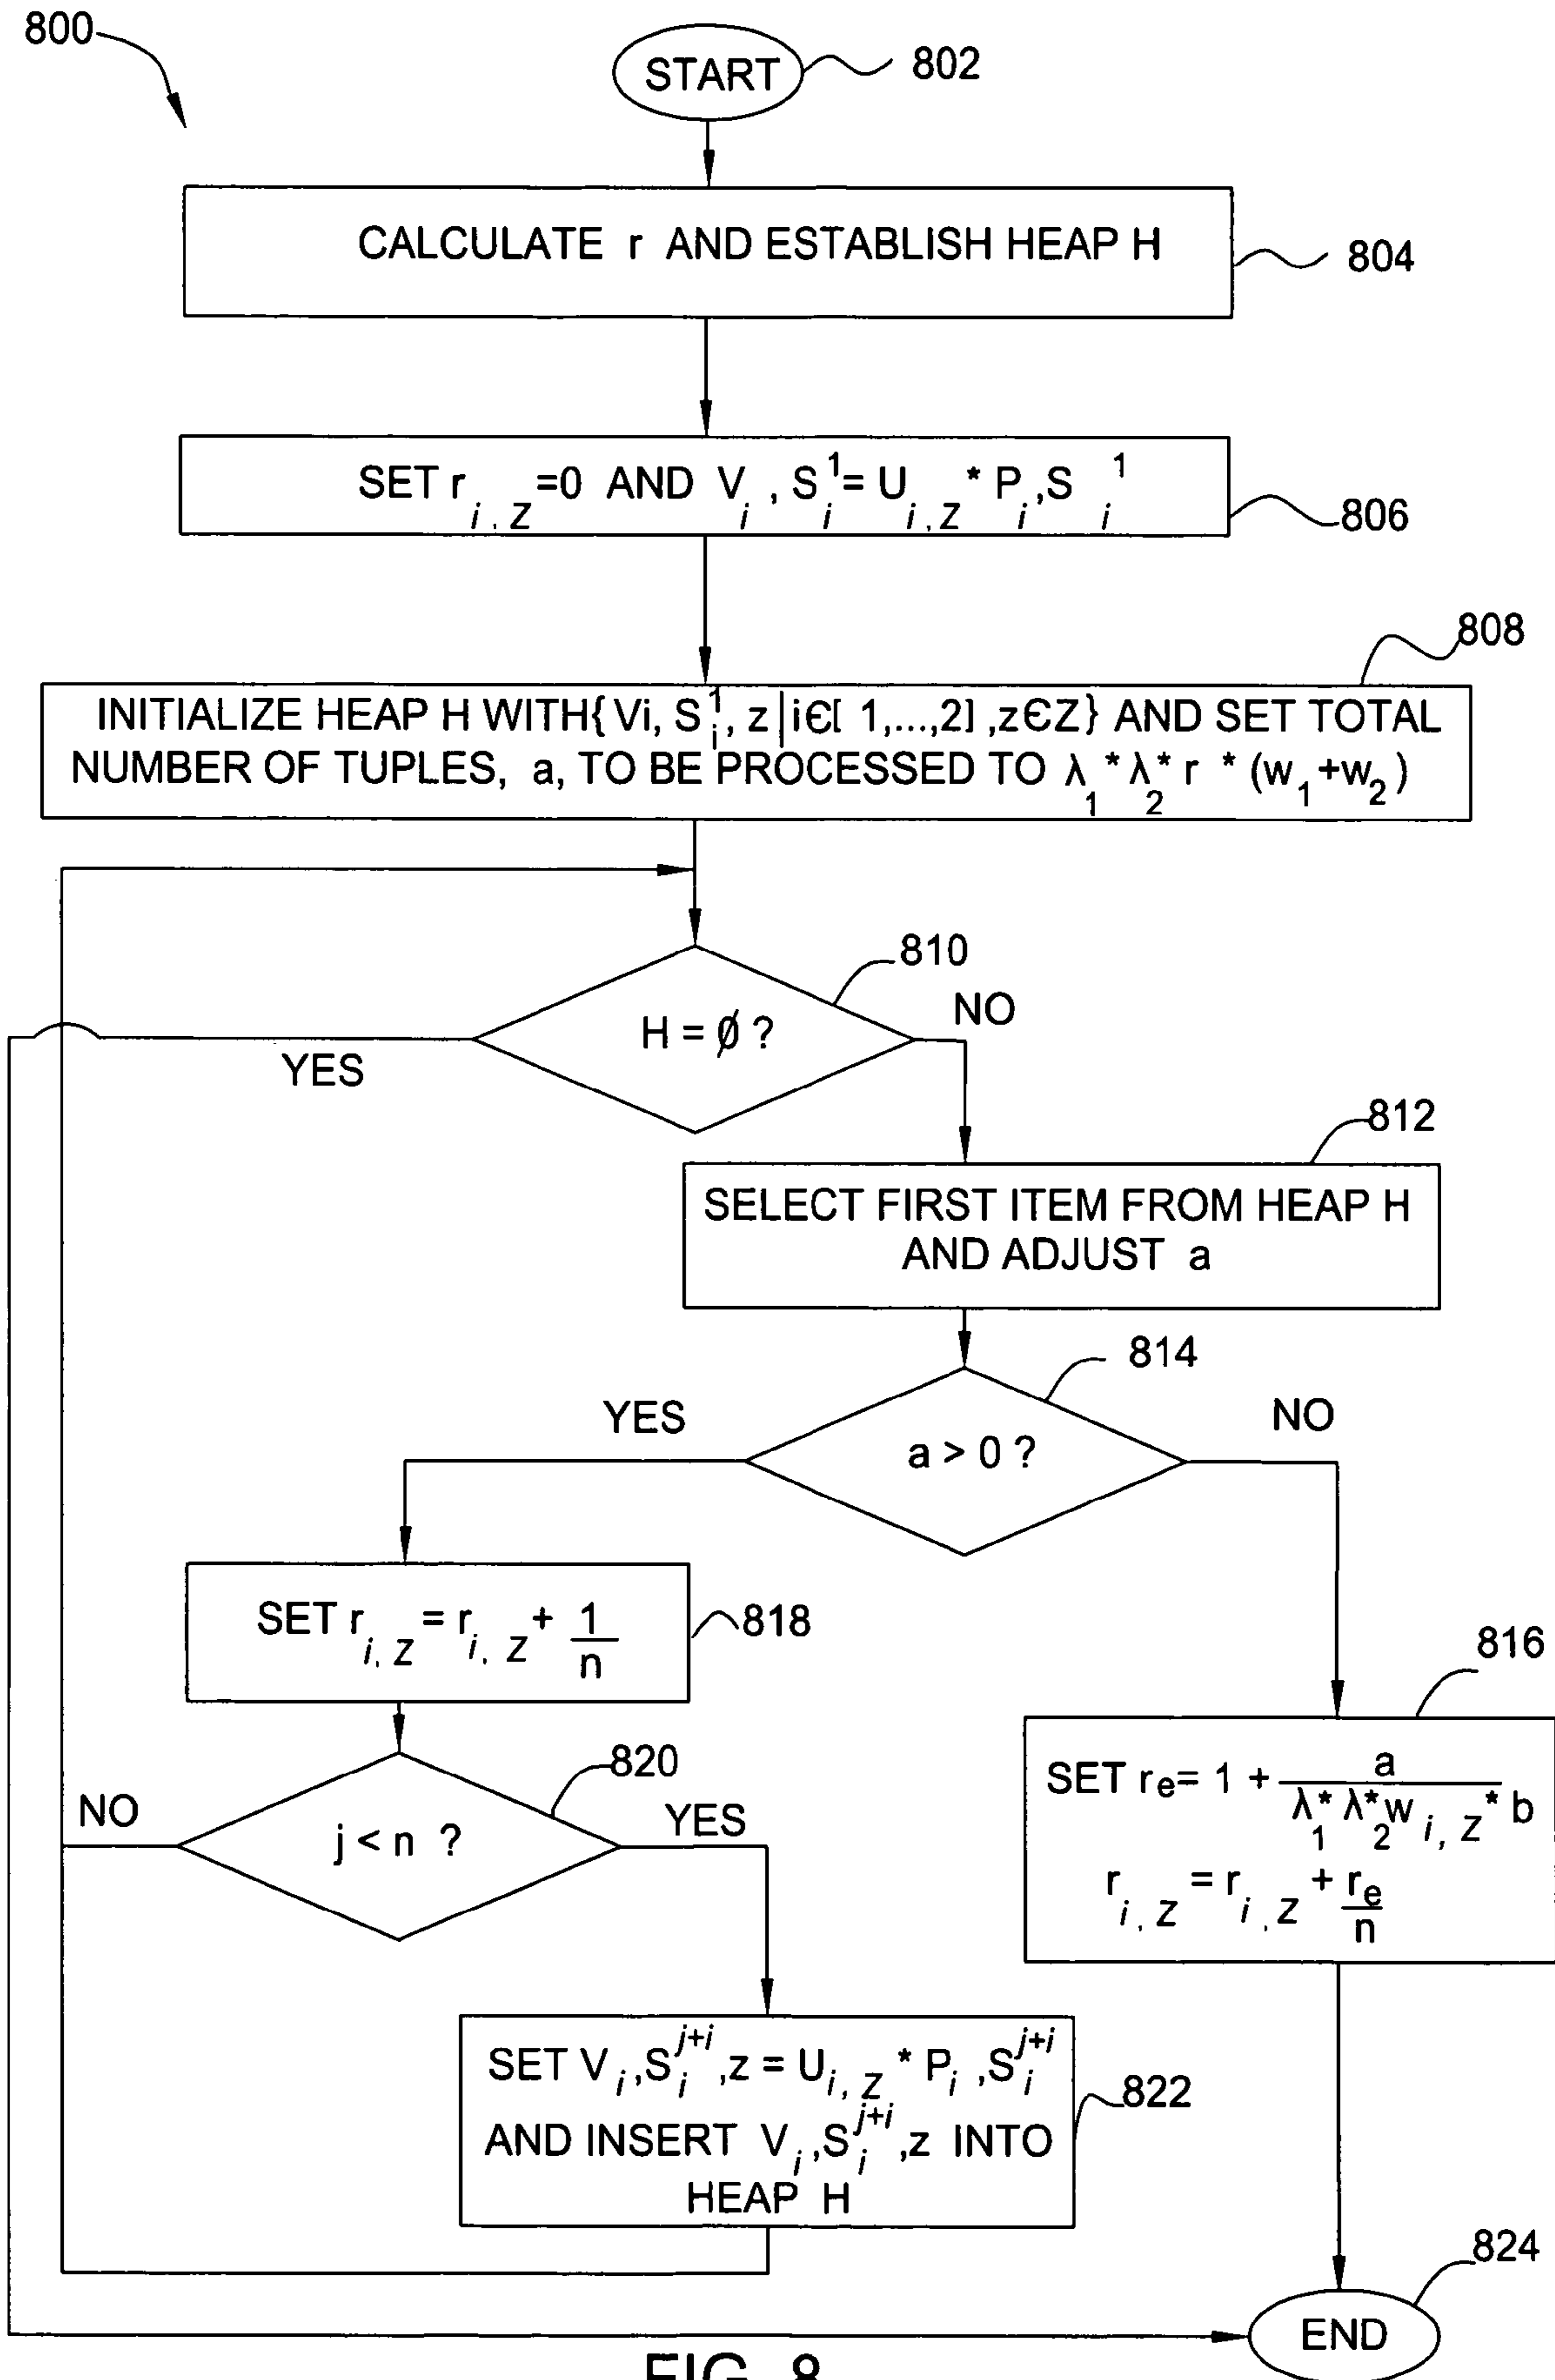 800
START
802
CALCULATE r AND ESTABLISH HEAP H
804
SET r i, z =0 AND V i , S i 1 = U i, z * P i ,S i 1
806
808
INITIALIZE HEAP H WITH{ Vi, S i 1, z |i∈[ 1,...,2] ,z∈Z} AND SET TOTAL
NUMBER OF TUPLES, a, TO BE PROCESSED TO λ 1 * λ 2 * r * (w 1 +w 2 )
810
H = ∅ ?
NO
YES
812
SELECT FIRST ITEM FROM HEAP H
AND ADJUST a
814
YES
a > 0 ?
NO
SET r i, z = r i, z + 1/n
818
816
SET re= 1 + a / λ 1 * λ 2 * w i, z * b
r i, z = r i, z + re/n
820
NO
j < n ?
YES
SET V i ,S i j+i ,z = U i, z * P i ,S i j+i
AND INSERT V i ,S i j+i ,z INTO
HEAP H
822
824
END
FIG. 8